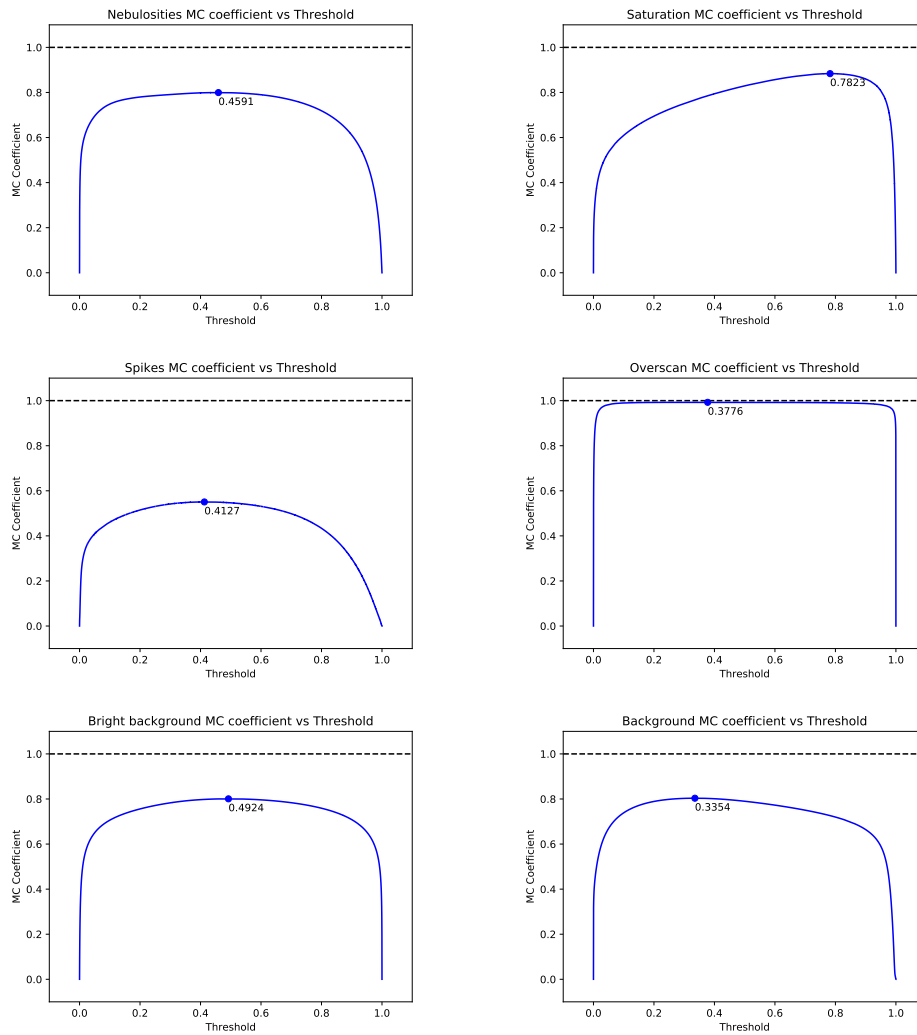 Nebulosities MC coefficient vs Threshold
MC Coefficient
1.0
0.8
0.6
0.4
0.2
0.0
0.4591
0.0 0.2 0.4 0.6 0.8 1.0
Threshold
Saturation MC coefficient vs Threshold
MC Coefficient
1.0
0.8
0.6
0.4
0.2
0.0
0.7823
0.0 0.2 0.4 0.6 0.8 1.0
Threshold
Spikes MC coefficient vs Threshold
MC Coefficient
1.0
0.8
0.6
0.4
0.2
0.0
0.4127
0.0 0.2 0.4 0.6 0.8 1.0
Threshold
Overscan MC coefficient vs Threshold
MC Coefficient
1.0
0.8
0.6
0.4
0.2
0.0
0.3776
0.0 0.2 0.4 0.6 0.8 1.0
Threshold
Bright background MC coefficient vs Threshold
MC Coefficient
1.0
0.8
0.6
0.4
0.2
0.0
0.4924
0.0 0.2 0.4 0.6 0.8 1.0
Threshold
Background MC coefficient vs Threshold
MC Coefficient
1.0
0.8
0.6
0.4
0.2
0.0
0.3354
0.0 0.2 0.4 0.6 0.8 1.0
Threshold